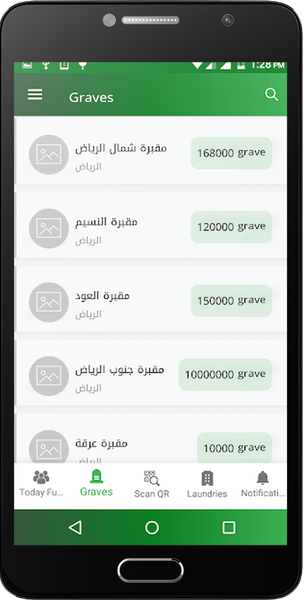 1:28 PM
Graves
مقبرة شمال الرياض
الرياض
168000 grave
مقبرة النسيم
الرياض
120000 grave
مقبرة العود
الرياض
150000 grave
مقبرة جنوب الرياض
الرياض
10000000 grave
مقبرة عرقة
10000 grave
Today Fu...
Graves
Scan QR
Laundries
Notificati...